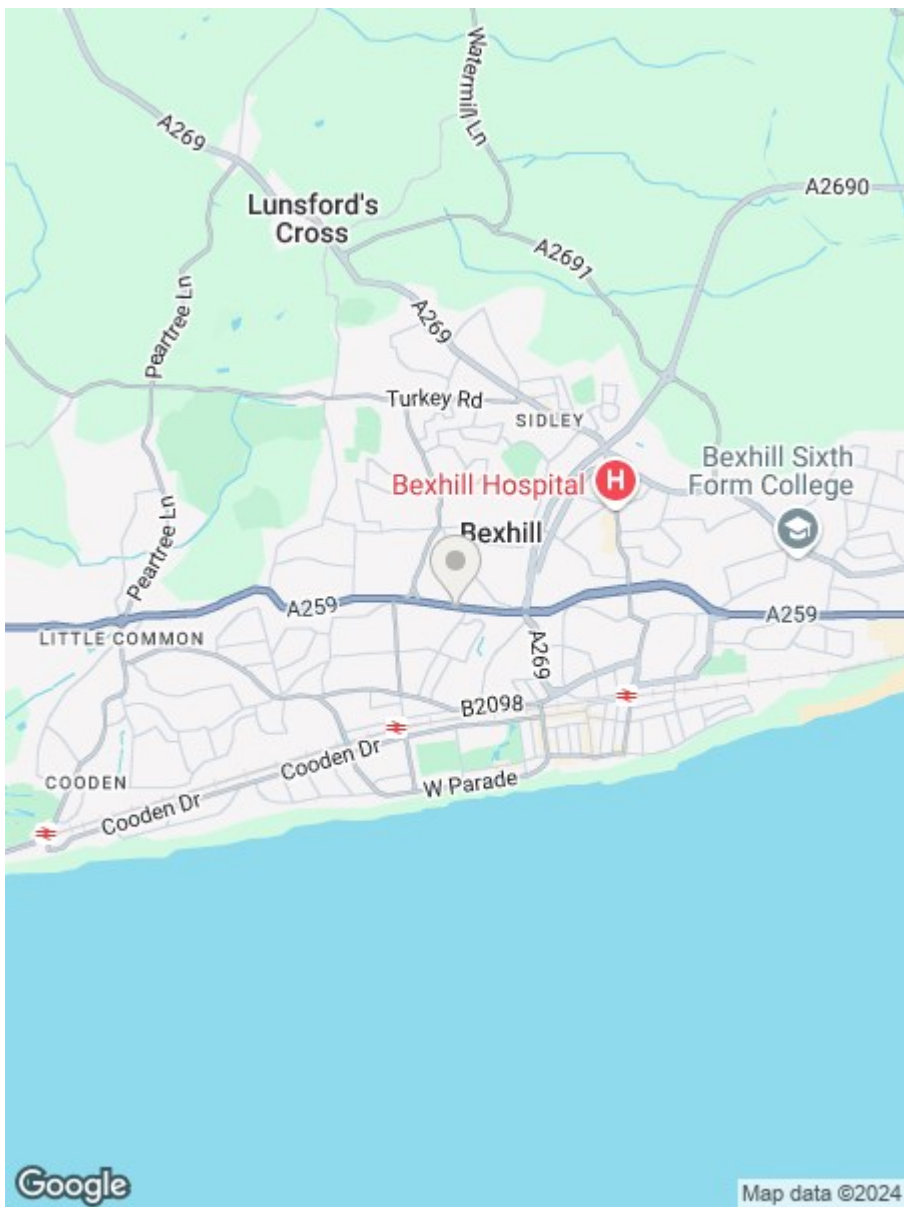 Watermill Ln
A269
A2690
Lunsford's
Cross
A2691
Peartree Ln
A269
Turkey Rd
SIDLEY
Bexhill Sixth
Form College
Bexhill Hospital
H
Bexhill
Peartree Ln
A259
A259
LITTLE COMMON
A269
B2098
Cooden Dr
W Parade
COODEN
Cooden Dr
Google
Map data ©2024